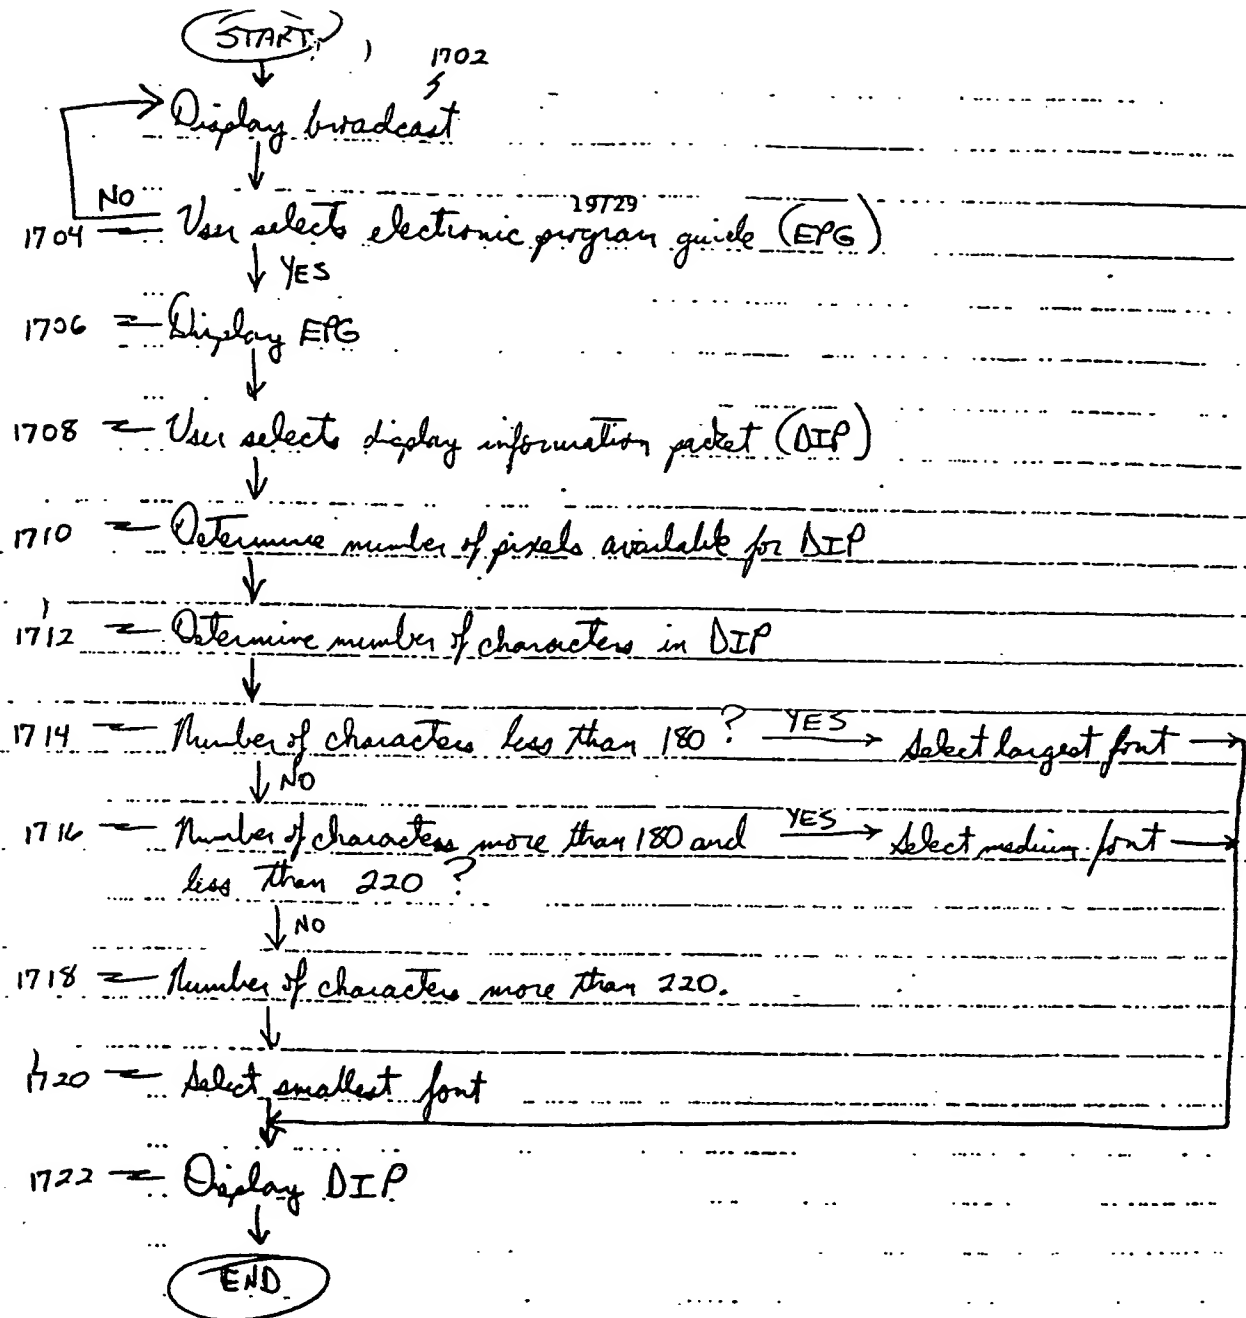 START
1702
Display broadcast
NO
19/29
1704 User selects electronic program guide (EPG)
YES
1706 Display EPG
1708 User selects display information packet (DIP)
1710 Determine number of pixels available for DIP
1712 Determine number of characters in DIP
1714 Number of characters less than 180? YES Select largest font
NO
1716 Number of characters more than 180 and YES Select medium font
less than 220?
NO
1718 Number of characters more than 220.
1720 Select smallest font
1722 Display DIP
END